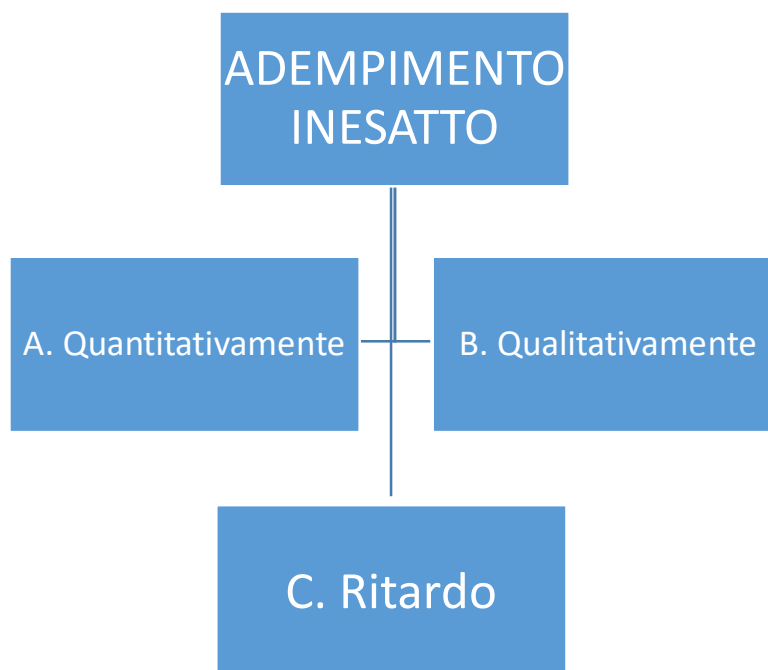 ADEMPIMENTO
INESATTO
A. Quantitativamente
B. Qualitativamente
C. Ritardo